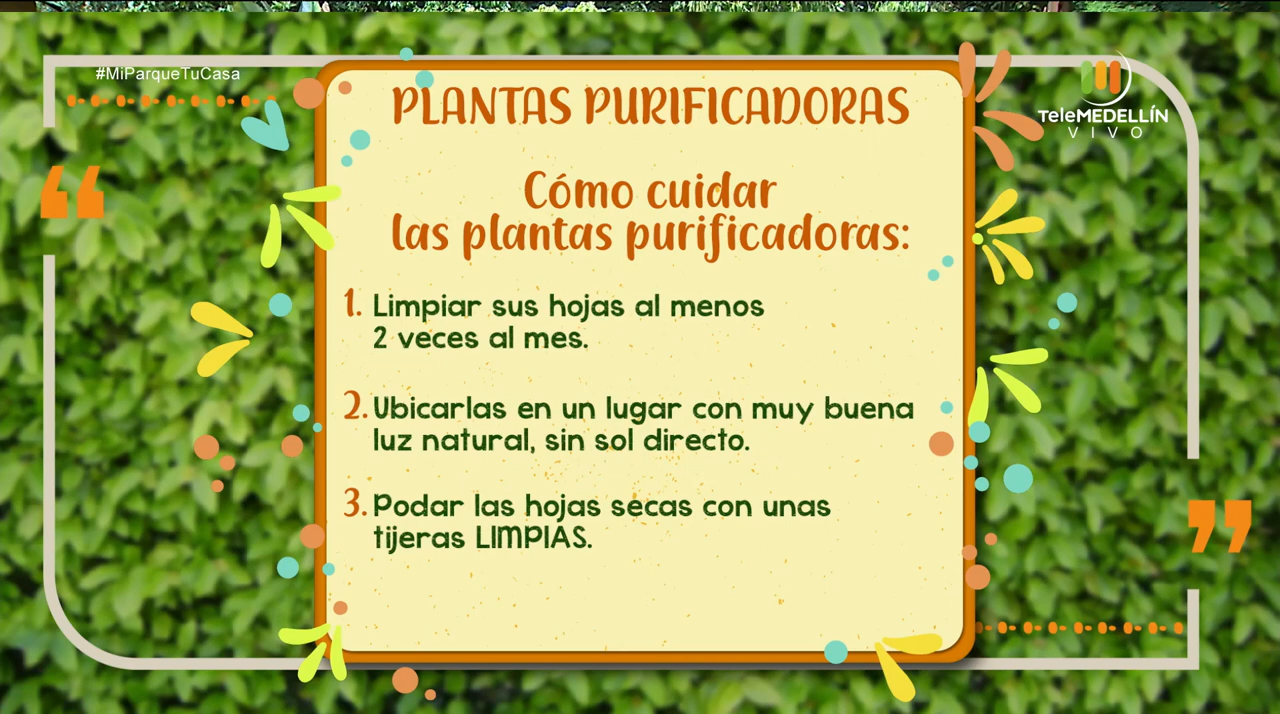 #MiParqueTuCasa
TeleMEDELLÍN
VIVO
PLANTAS PURIFICADORAS
Cómo cuidar
las plantas purificadoras:
1. Limpiar sus hojas al menos
2 veces al mes.
2. Ubicarlas en un lugar con muy buena
luz natural, sin sol directo.
3. Podar las hojas secas con unas
tijeras LIMPIAS.